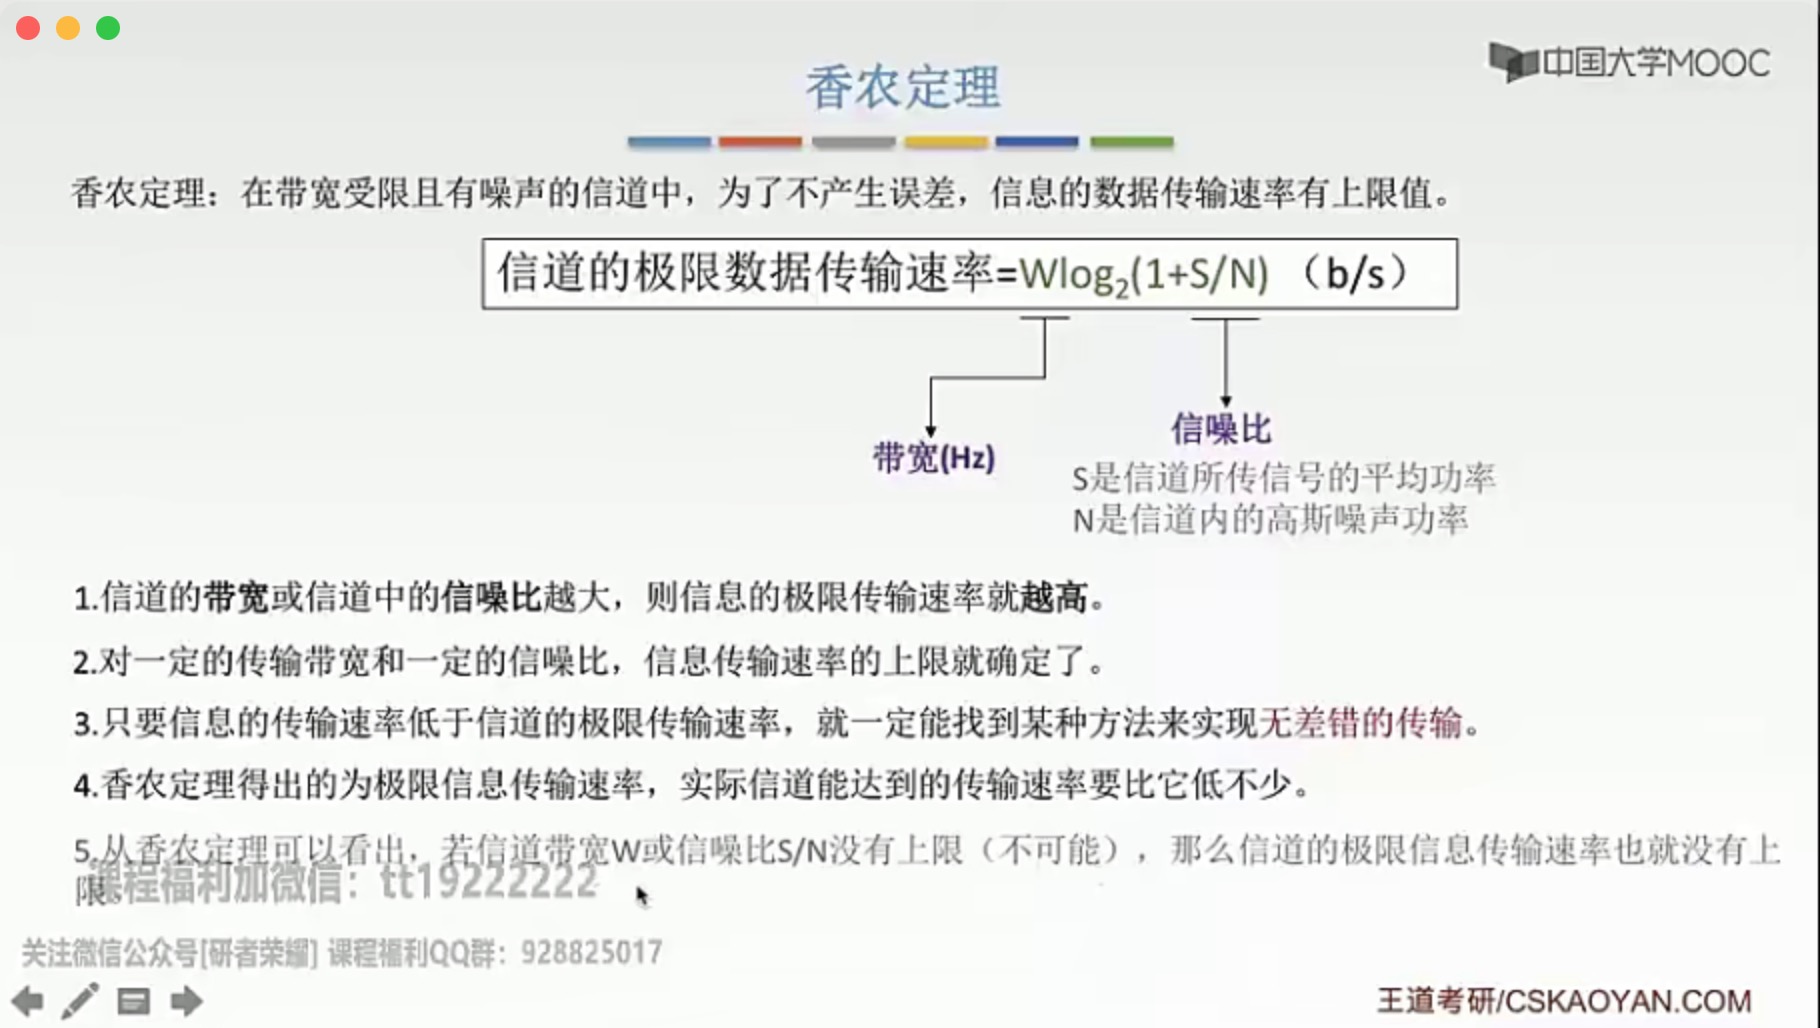 中国大学MOOC
香农定理
香农定理：在带宽受限且有噪声的信道中，为了不产生误差，信息的数据传输速率有上限值。
信道的极限数据传输速率=Wlog₂(1+S/N)（b/s）
带宽(Hz)
信噪比
S是信道所传信号的平均功率
N是信道内的高斯噪声功率
1.信道的带宽或信道中的信噪比越大，则信息的极限传输速率就越高。
2.对一定的传输带宽和一定的信噪比，信息传输速率的上限就确定了。
3.只要信息的传输速率低于信道的极限传输速率，就一定能找到某种方法来实现无差错的传输。
4.香农定理得出的为极限信息传输速率，实际信道能达到的传输速率要比它低不少。
5.从香农定理可以看出，若信道带宽W或信噪比S/N没有上限（不可能），那么信道的极限信息传输速率也就没有上
限。
课程福利加微信：tt19222222
关注微信公众号[研者荣耀] 课程福利QQ群：928825017
王道考研/CSKAOYAN.COM